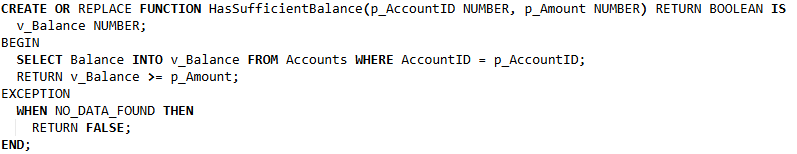 CREATE OR REPLACE FUNCTION HasSufficientBalance(p_AccountID NUMBER, p_Amount NUMBER) RETURN BOOLEAN IS
  v_Balance NUMBER;
BEGIN
  SELECT Balance INTO v_Balance FROM Accounts WHERE AccountID = p_AccountID;
  RETURN v_Balance >= p_Amount;
EXCEPTION
  WHEN NO_DATA_FOUND THEN
    RETURN FALSE;
END;